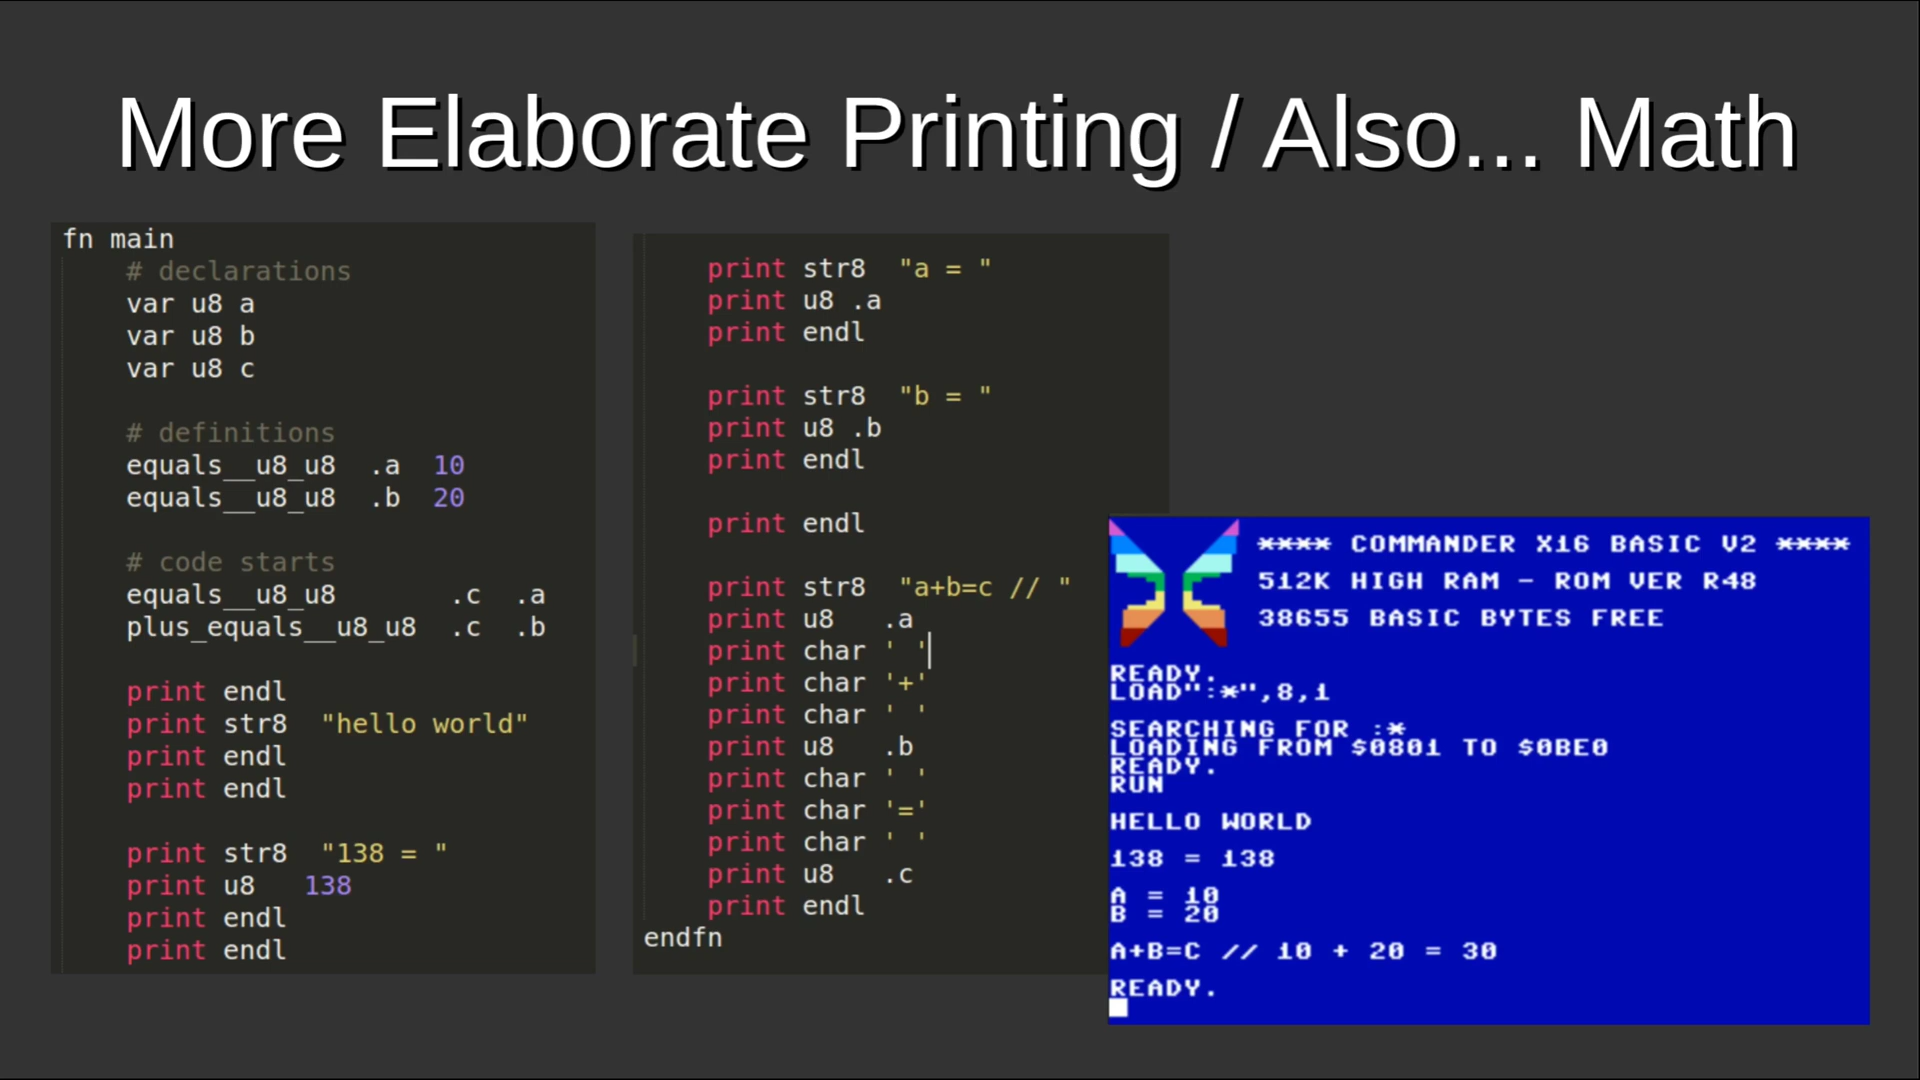 More Elaborate Printing / Also... Math
fn main
# declarations
var u8 a
var u8 b
var u8 c
# definitions
equals__u8_u8 .a 10
equals__u8_u8 .b 20
# code starts
equals__u8_u8 .c .a
plus_equals__u8_u8 .c .b
print endl
print str8 "hello world"
print endl
print endl
print str8 "138 = "
print u8 138
print endl
print endl
print str8 "a = "
print u8 .a
print endl
print str8 "b = "
print u8 .b
print endl
print endl
print str8 "a+b=c // "
print u8 .a
print char ' '
print char '+'
print char ' '
print u8 .b
print char ' '
print char '='
print char ' '
print u8 .c
print endl
endfn
**** COMMANDER X16 BASIC V2 ****
512K HIGH RAM - ROM VER R48
38655 BASIC BYTES FREE
READY.
LOAD":*",8,1
SEARCHING FOR :*
LOADING FROM $0801 TO $0BE0
READY.
RUN
HELLO WORLD
138 = 138
A = 10
B = 20
A+B=C // 10 + 20 = 30
READY.